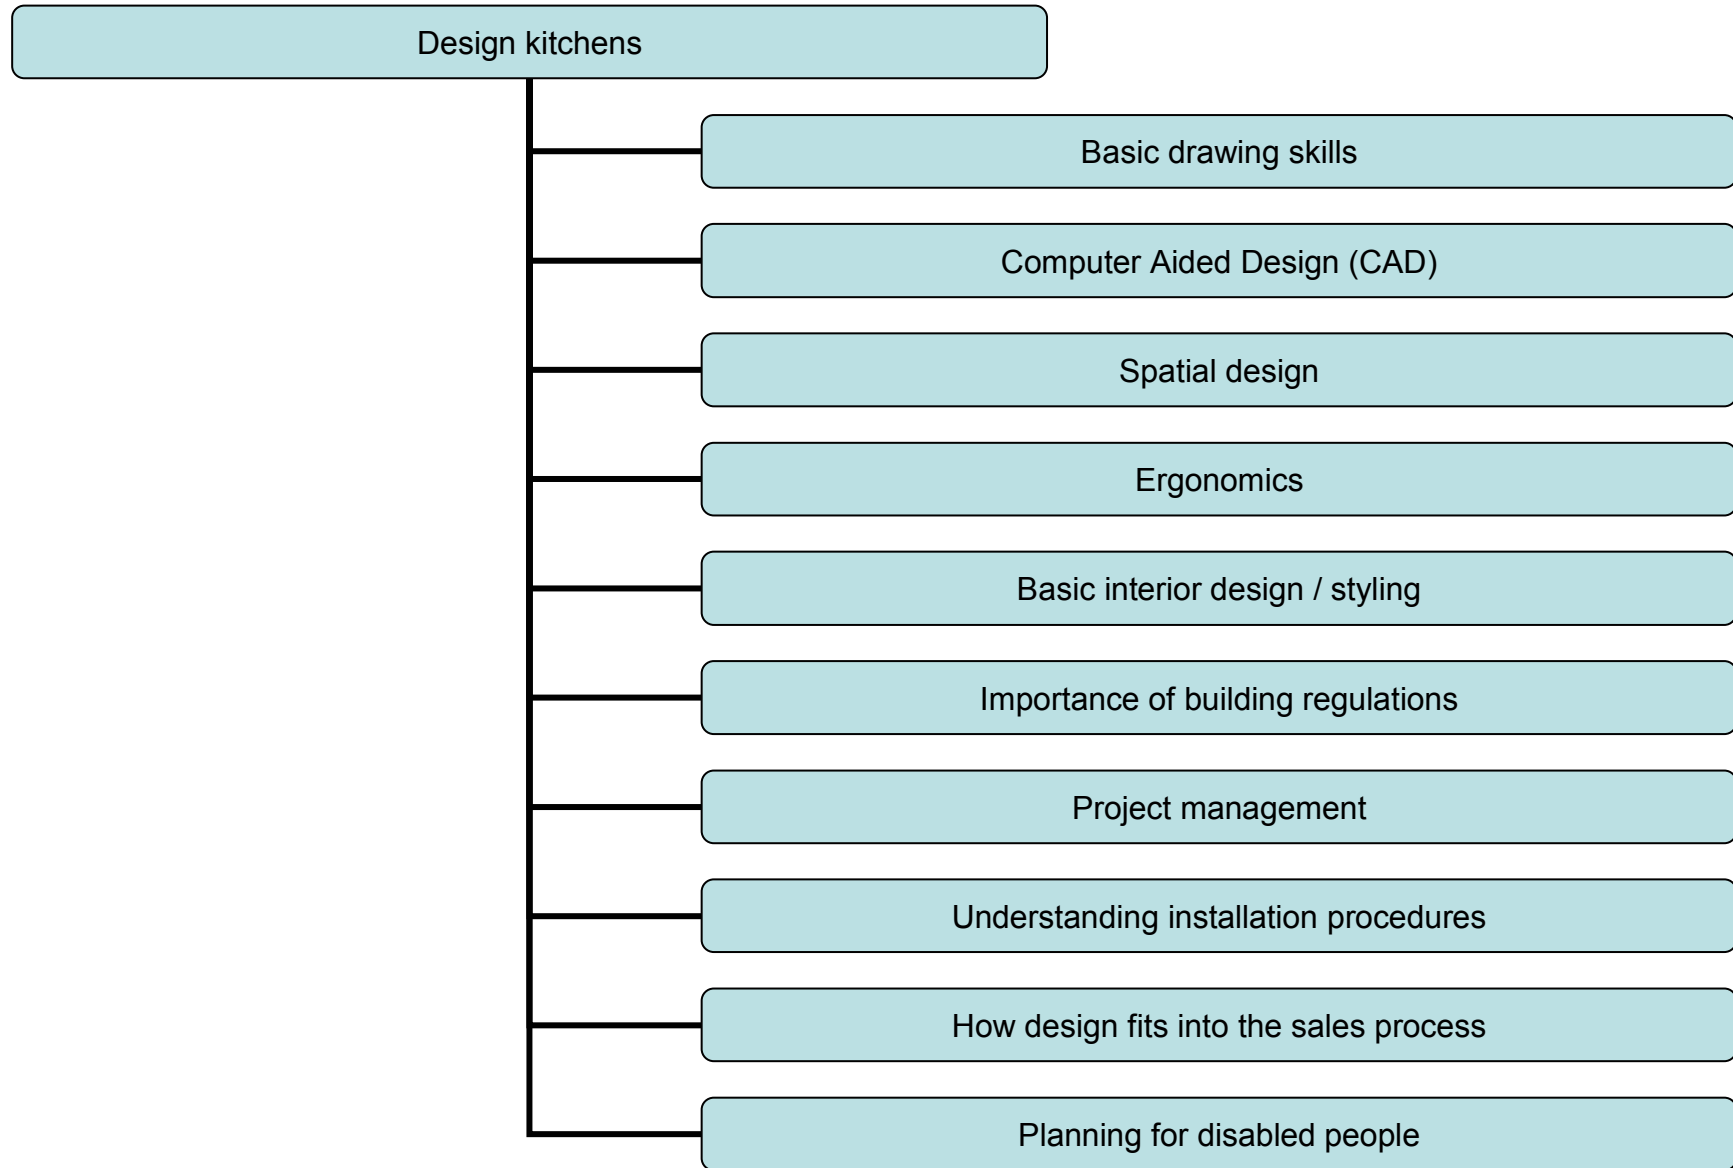 Design kitchens
Basic drawing skills
Computer Aided Design (CAD)
Spatial design
Ergonomics
Basic interior design / styling
Importance of building regulations
Project management
Understanding installation procedures
How design fits into the sales process
Planning for disabled people